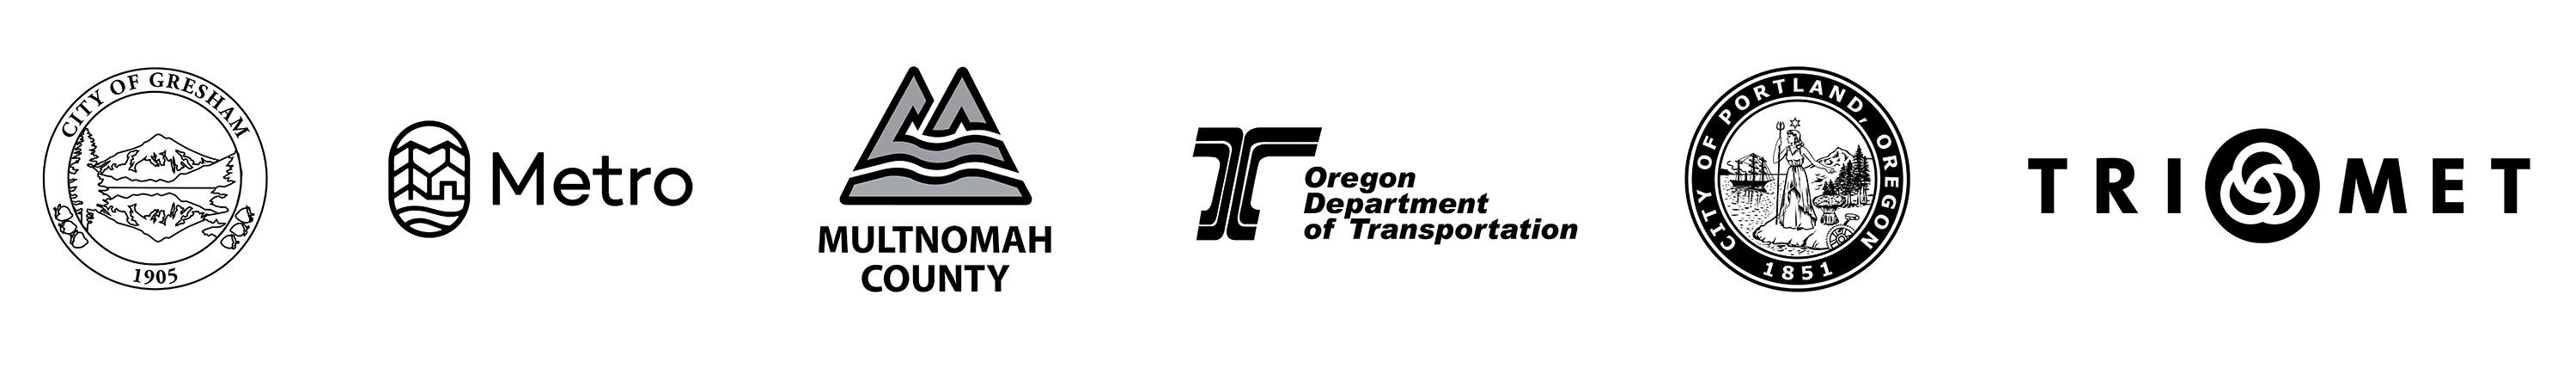 CITY OF GRESHAM
1905
Metro
MULTNOMAH
COUNTY
Oregon
Department
of Transportation
CITY OF PORTLAND, OREGON
1851
TRI MET